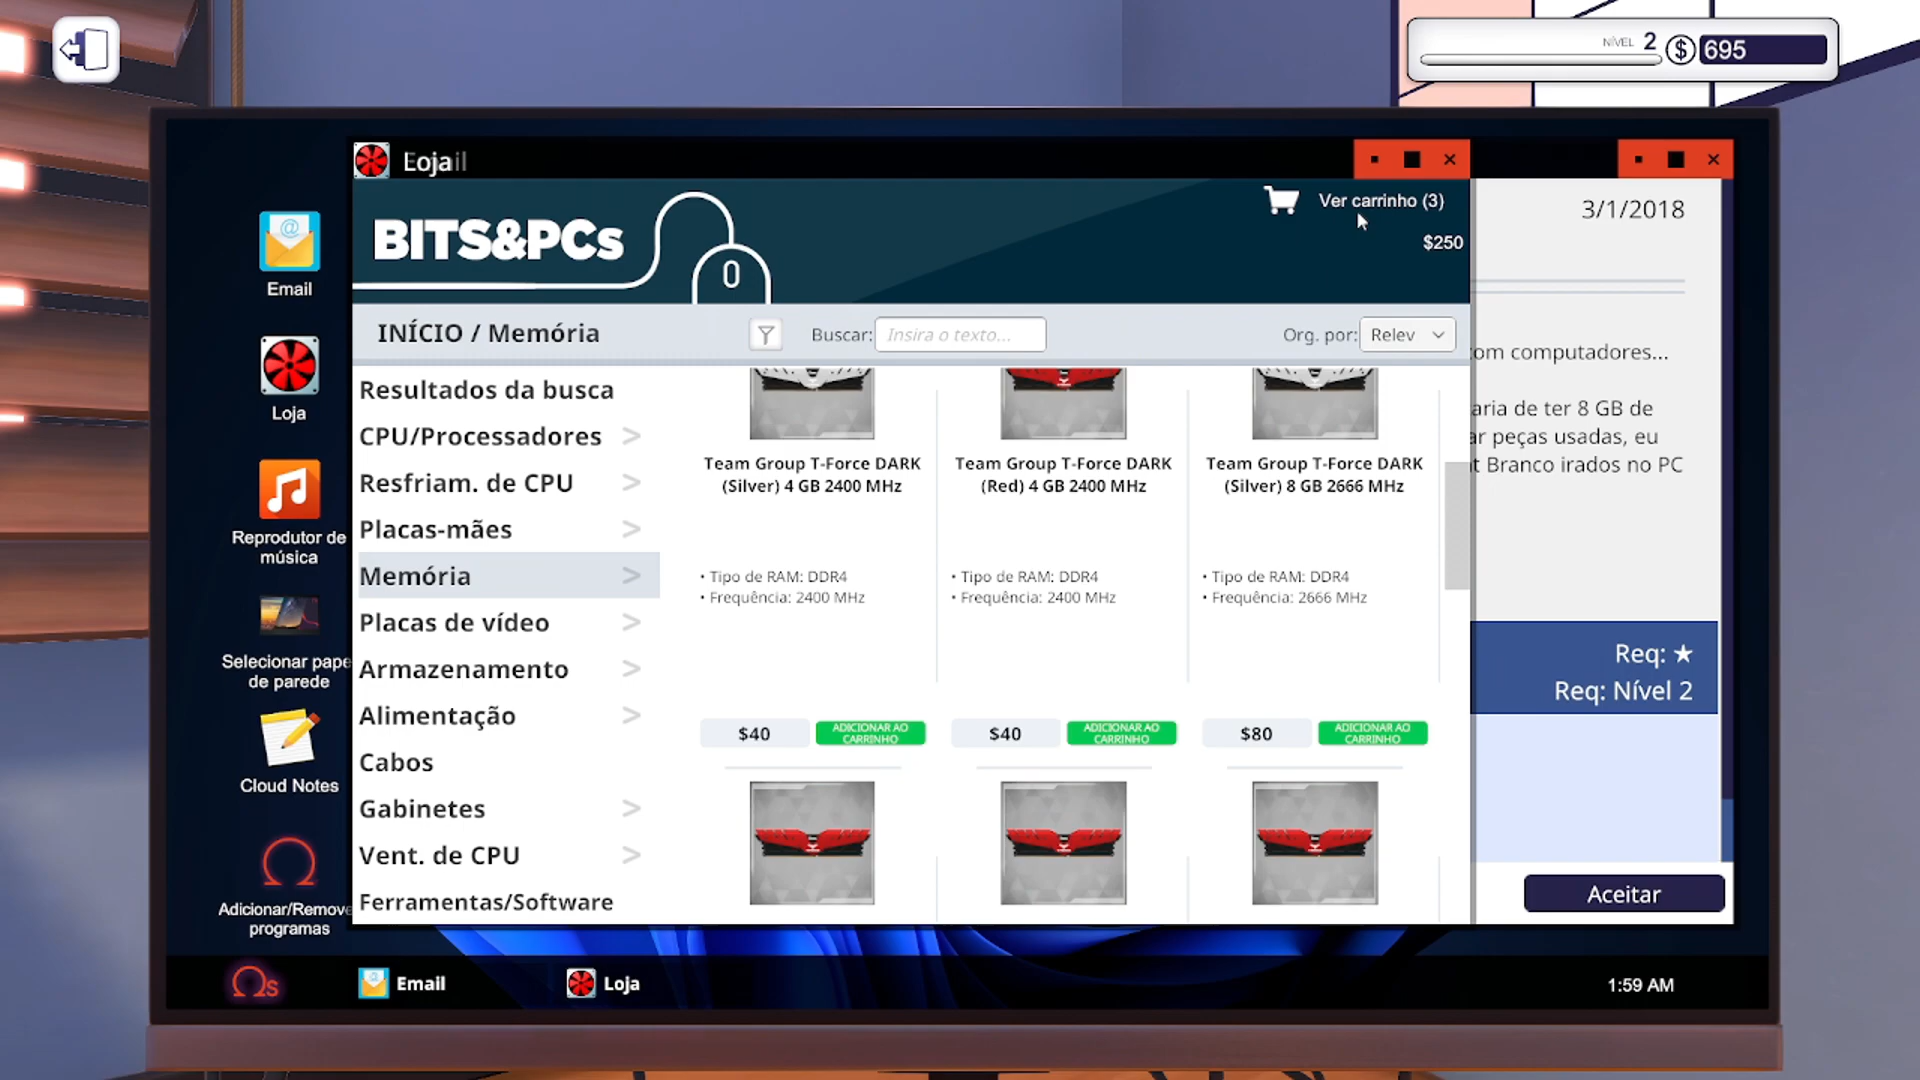 NÍVEL 2
$ 695
Loja
Ver carrinho (3)
$250
BITS&PCs
3/1/2018
INÍCIO / Memória
Buscar: Insira o texto...
Org. por: Relev
Email
Loja
Reprodutor de
música
Selecionar pape
de parede
Cloud Notes
Adicionar/Remove
programas
Resultados da busca
CPU/Processadores >
Resfriam. de CPU >
Placas-mães >
Memória >
Placas de vídeo >
Armazenamento >
Alimentação >
Cabos
Gabinetes >
Vent. de CPU >
Ferramentas/Software
Team Group T-Force DARK
(Silver) 4 GB 2400 MHz
• Tipo de RAM: DDR4
• Frequência: 2400 MHz
$40
ADICIONAR AO
CARRINHO
Team Group T-Force DARK
(Red) 4 GB 2400 MHz
• Tipo de RAM: DDR4
• Frequência: 2400 MHz
$40
ADICIONAR AO
CARRINHO
Team Group T-Force DARK
(Silver) 8 GB 2666 MHz
• Tipo de RAM: DDR4
• Frequência: 2666 MHz
$80
ADICIONAR AO
CARRINHO
om computadores...
aria de ter 8 GB de
ar peças usadas, eu
t Branco irados no PC
Req: ★
Req: Nível 2
Aceitar
Ωs
Email
Loja
1:59 AM